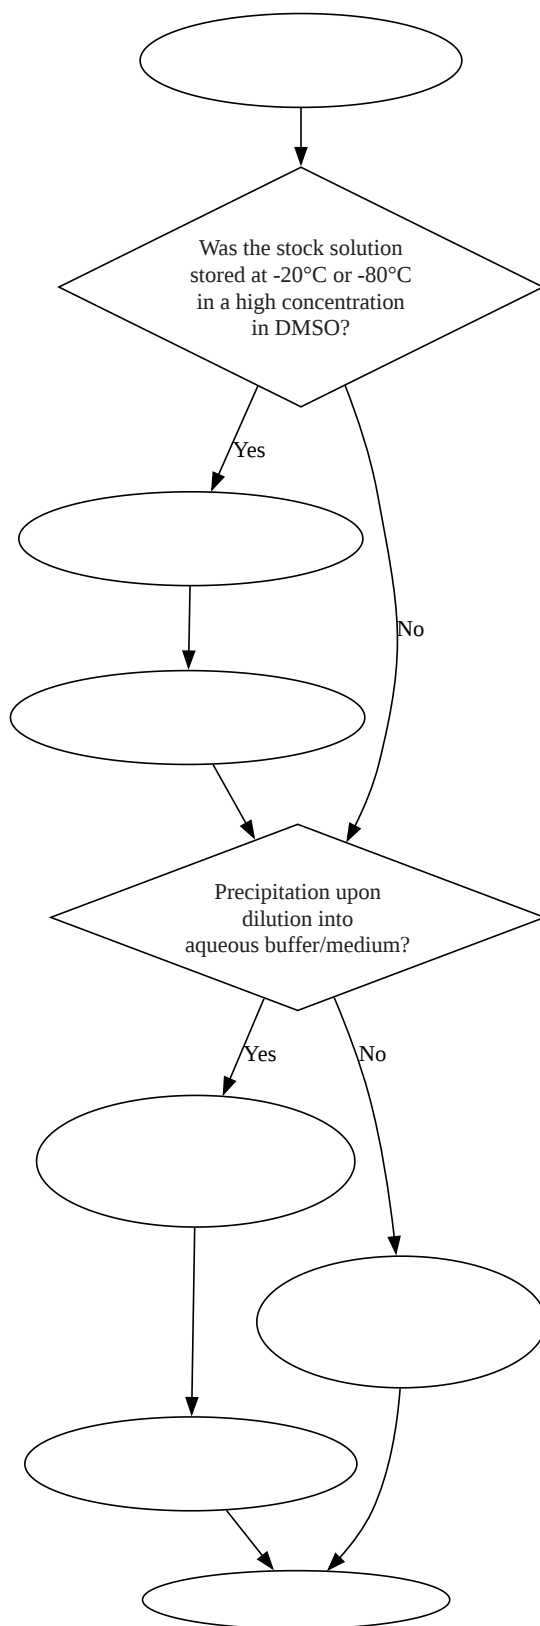 Was the stock solution
stored at -20°C or -80°C
in a high concentration
in DMSO?
Yes
No
Precipitation upon
dilution into
aqueous buffer/medium?
Yes
No